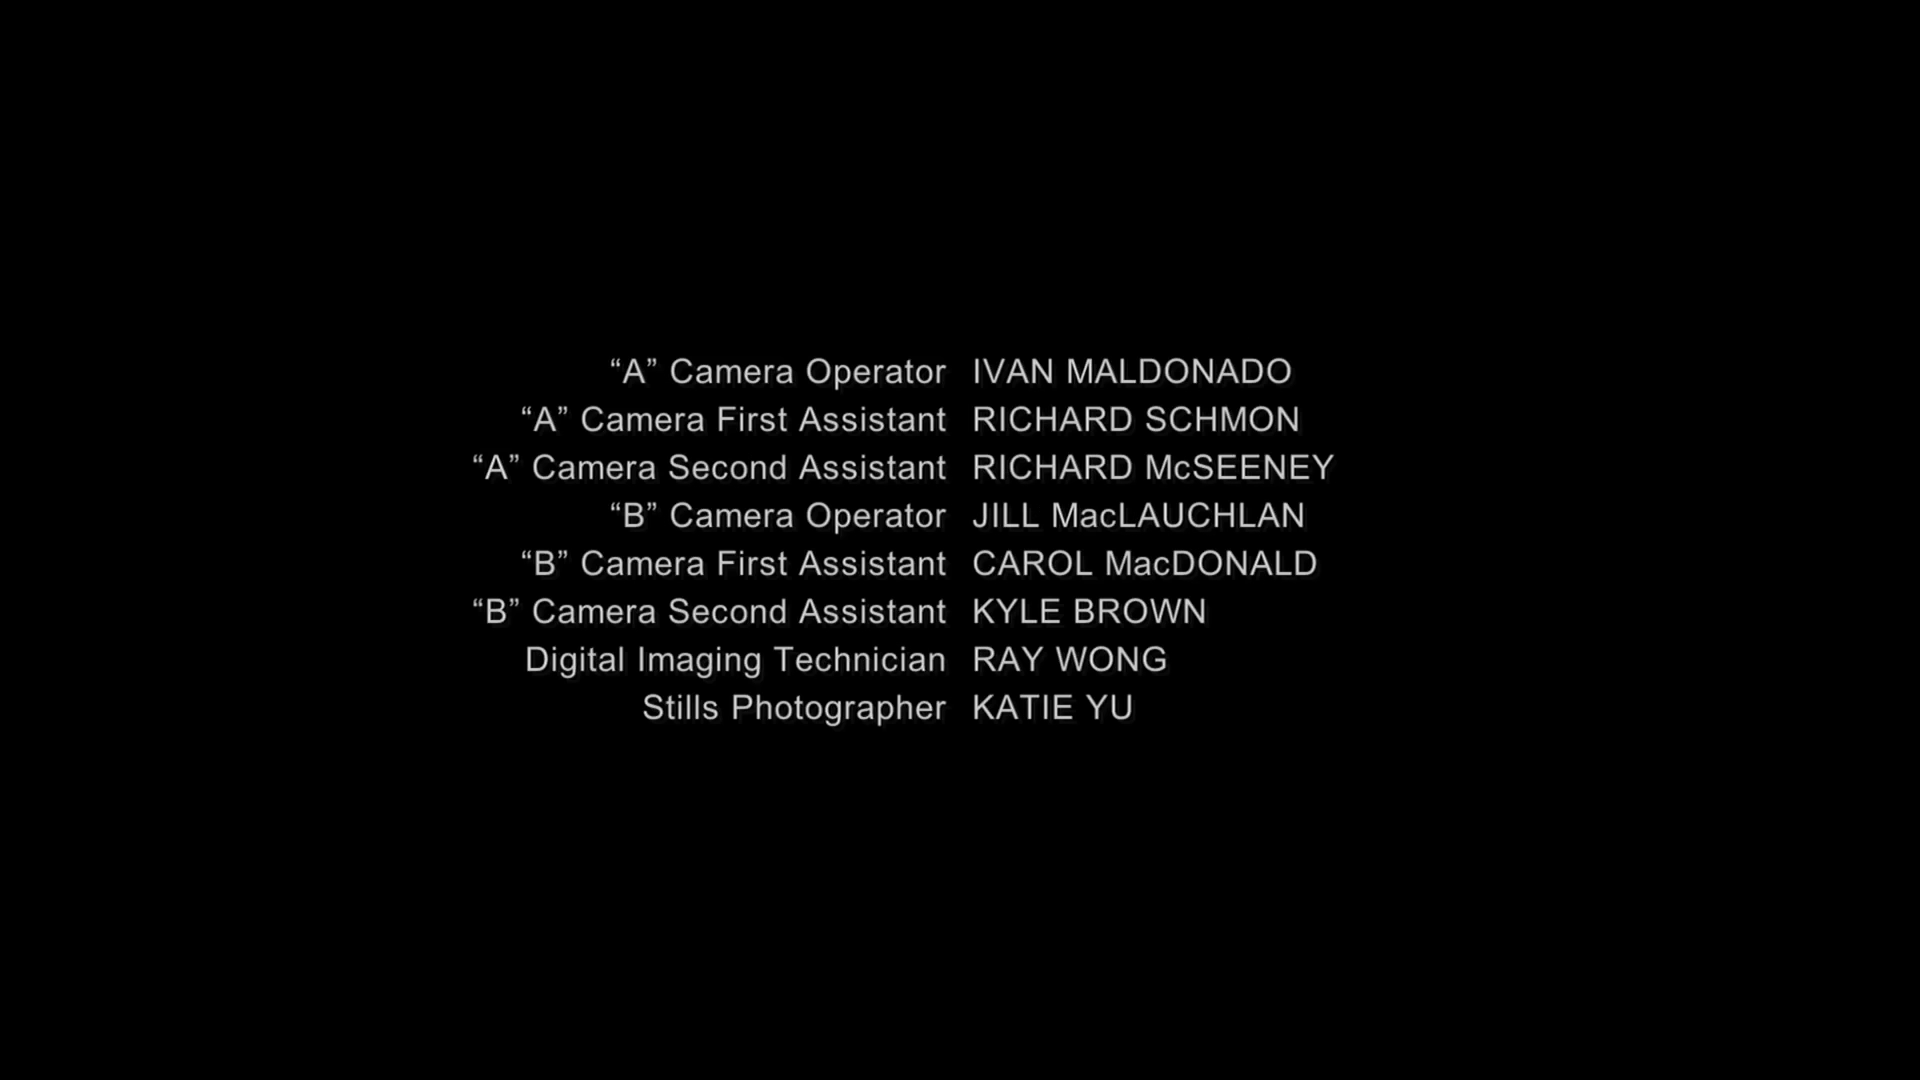 “A” Camera Operator IVAN MALDONADO
“A” Camera First Assistant RICHARD SCHMON
“A” Camera Second Assistant RICHARD McSEENEY
“B” Camera Operator JILL MacLAUCHLAN
“B” Camera First Assistant CAROL MacDONALD
“B” Camera Second Assistant KYLE BROWN
Digital Imaging Technician RAY WONG
Stills Photographer KATIE YU